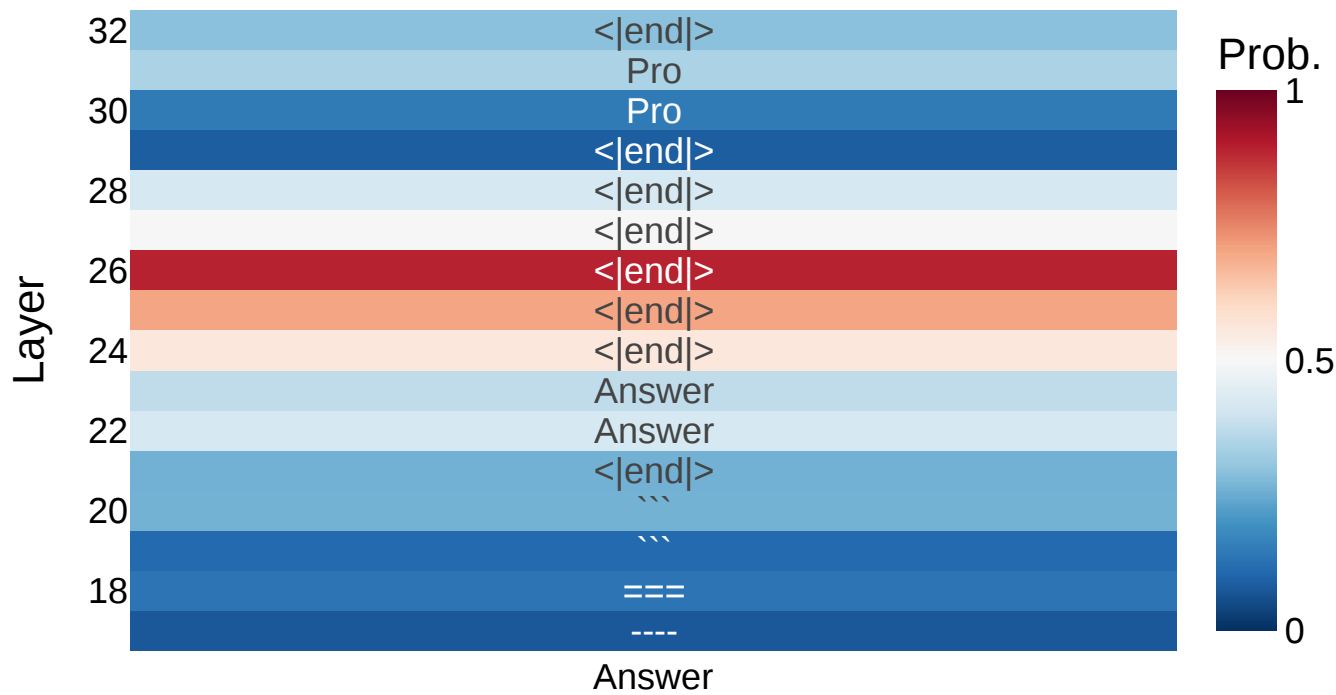 32
<|end|>
Prob.
Pro
1
30
Pro
<|end|>
28
<|end|>
<|end|>
26
<|end|>
Layer
<|end|>
24
<|end|>
0.5
Answer
22
Answer
<|end|>
20
```
```
18
===
----
0
Answer